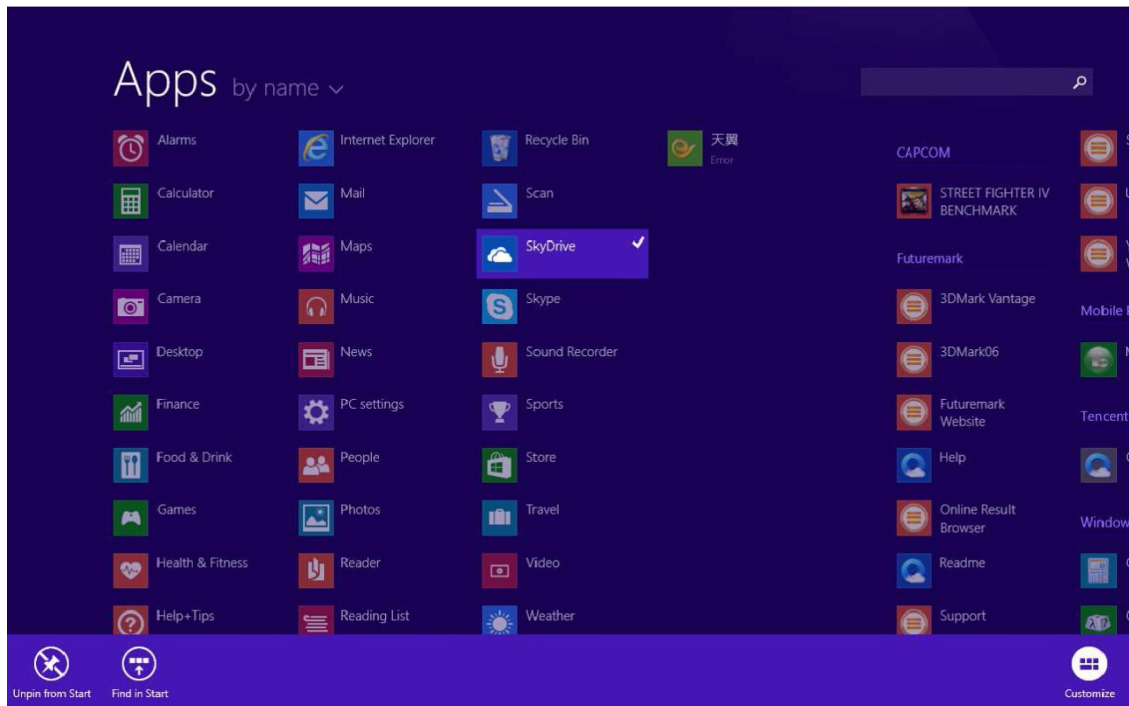 Apps by name
Alarms
Calculator
Calendar
Camera
Desktop
Finance
Food & Drink
Games
Health & Fitness
Help+Tips
Internet Explorer
Mail
Maps
Music
News
PC settings
People
Photos
Reader
Reading List
Recycle Bin
Scan
SkyDrive
Skype
Sound Recorder
Sports
Store
Travel
Video
Weather
天翼
Error
CAPCOM
STREET FIGHTER IV
BENCHMARK
Futuremark
3DMark Vantage
3DMark06
Futuremark
Website
Help
Online Result
Browser
Readme
Support
Mobile
Tencent
Window
Unpin from Start
Find in Start
Customize